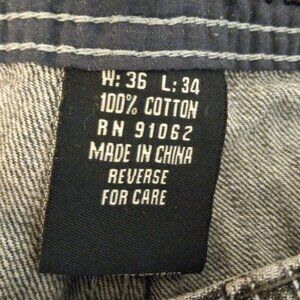 W: 36 L: 34
100% COTTON
RN 91062
MADE IN CHINA
REVERSE
FOR CARE